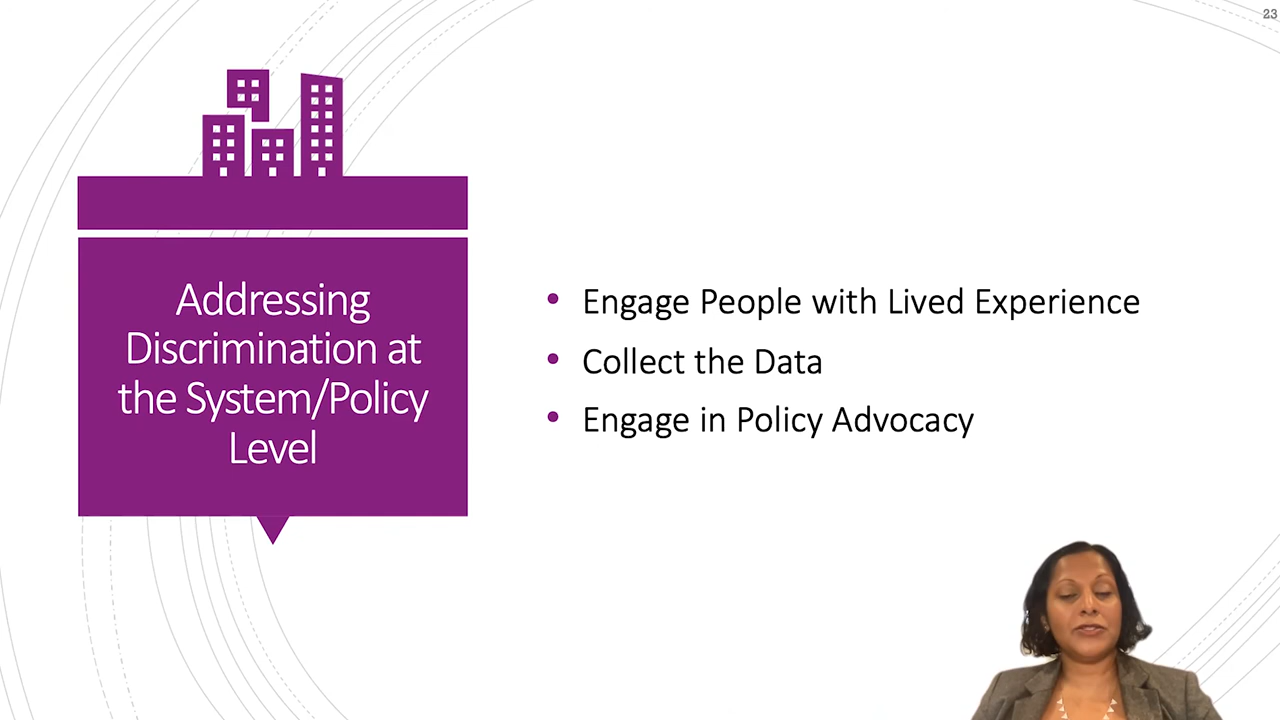 23
Addressing
Discrimination at
the System/Policy
Level
Engage People with Lived Experience
Collect the Data
Engage in Policy Advocacy